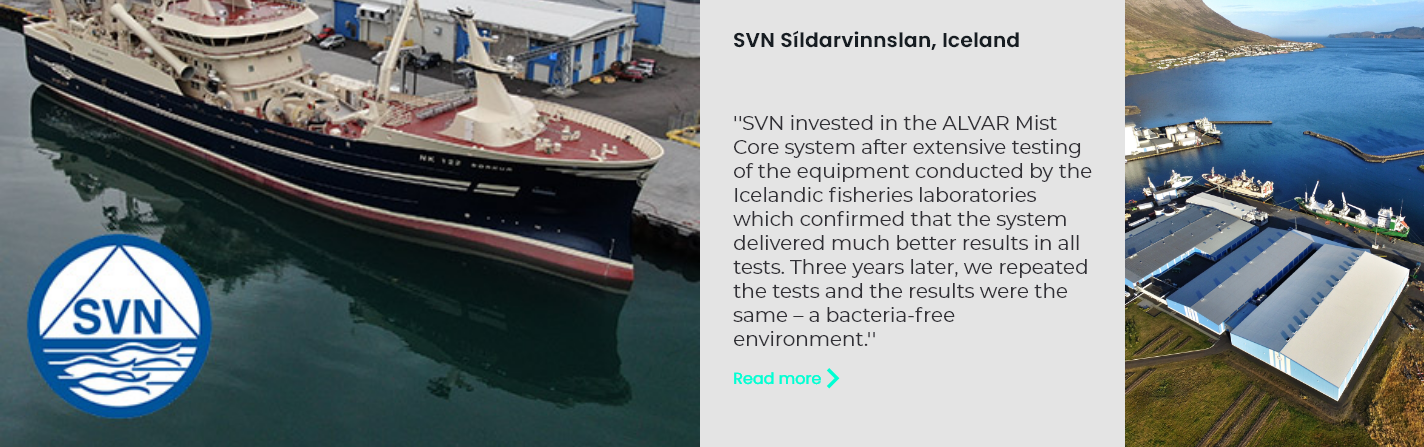 SVN Síldarvinnslan, Iceland
"SVN invested in the ALVAR Mist
Core system after extensive testing
of the equipment conducted by the
Icelandic fisheries laboratories
which confirmed that the system
delivered much better results in all
tests. Three years later, we repeated
the tests and the results were the
same – a bacteria-free
environment."
Read more
NK 122 BORKUR
SVN